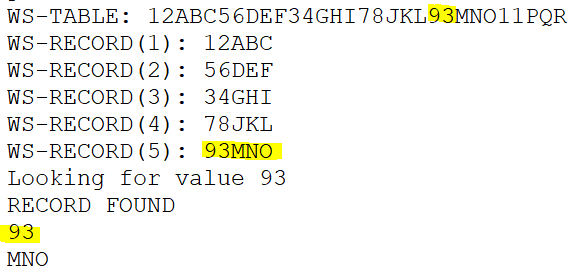 WS-TABLE: 12ABC56DEF34GHI78JKL93MNO11PQR
WS-RECORD(1): 12ABC
WS-RECORD(2): 56DEF
WS-RECORD(3): 34GHI
WS-RECORD(4): 78JKL
WS-RECORD(5): 93MNO
Looking for value 93
RECORD FOUND
93
MNO